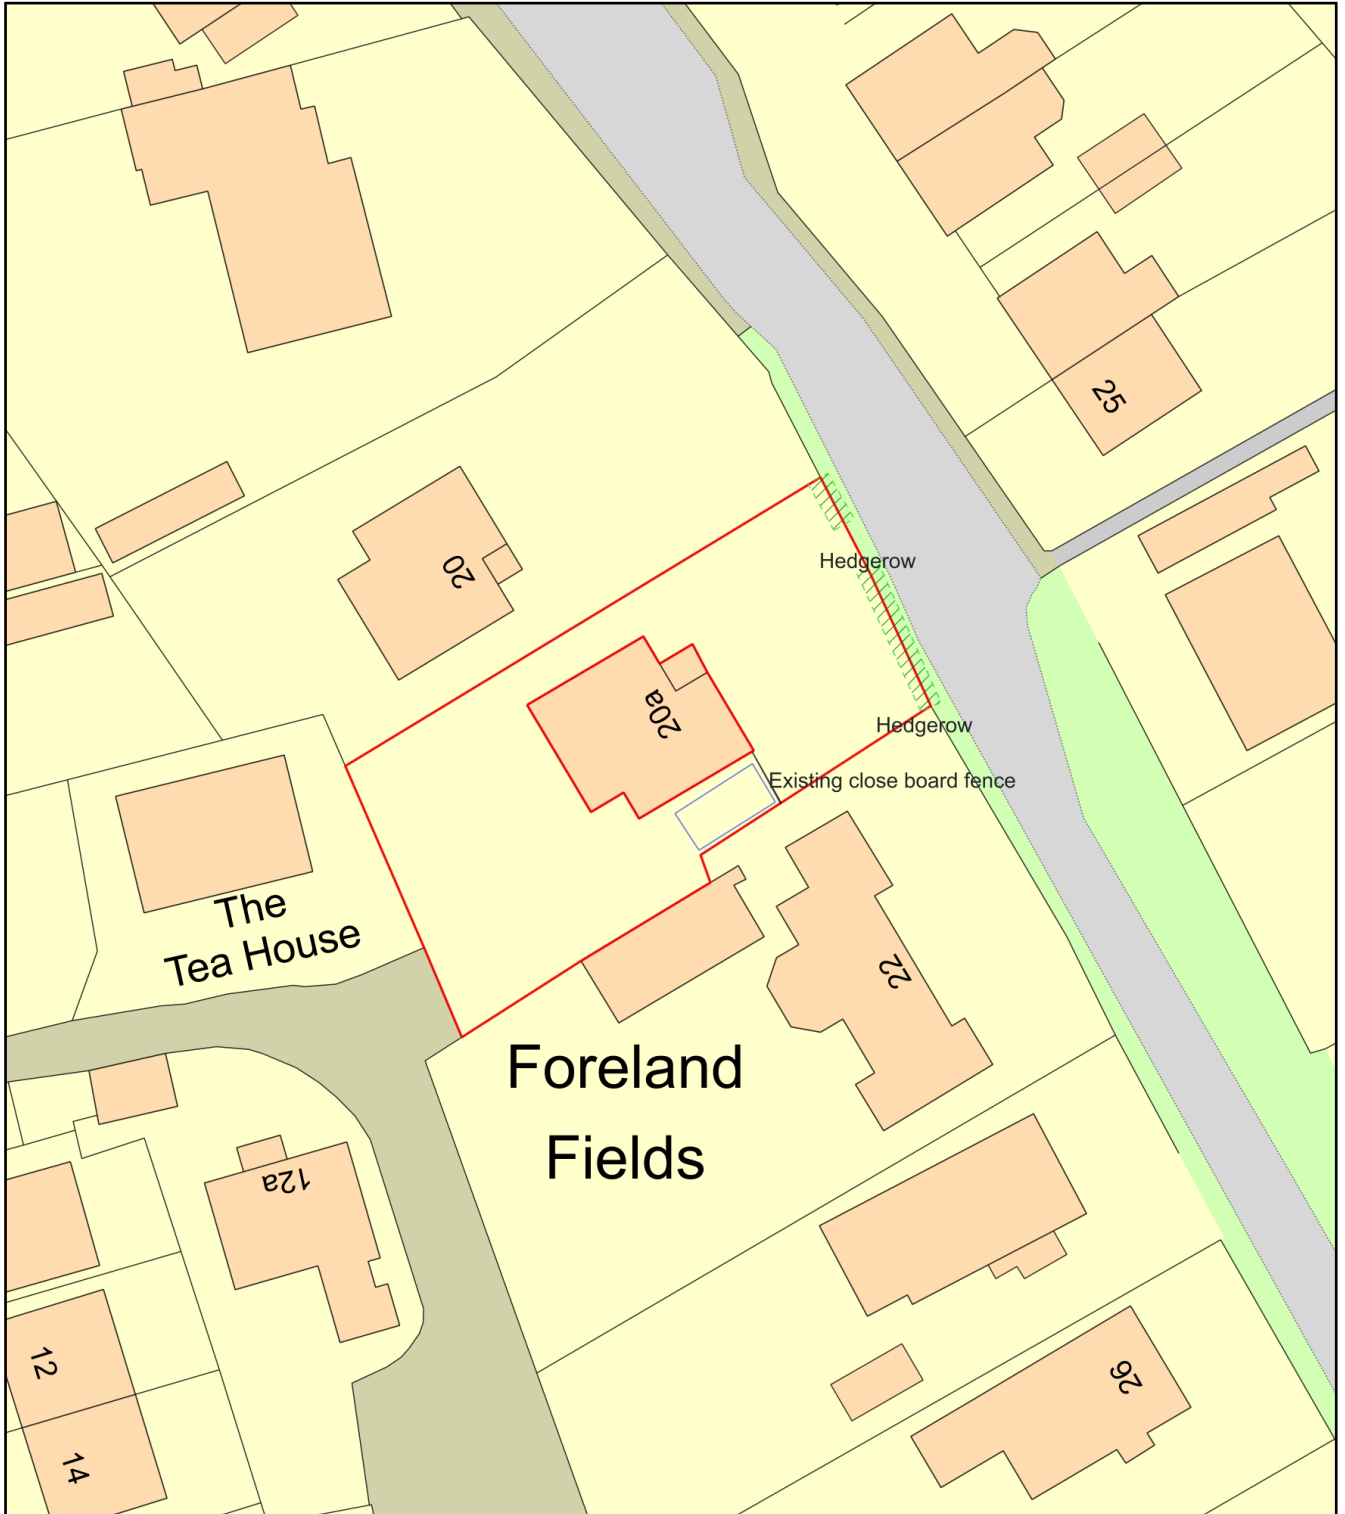 25
Hedgerow
20
20a
Hedgerow
Existing close board fence
The
Tea House
22
Foreland
Fields
12a
12
26
14